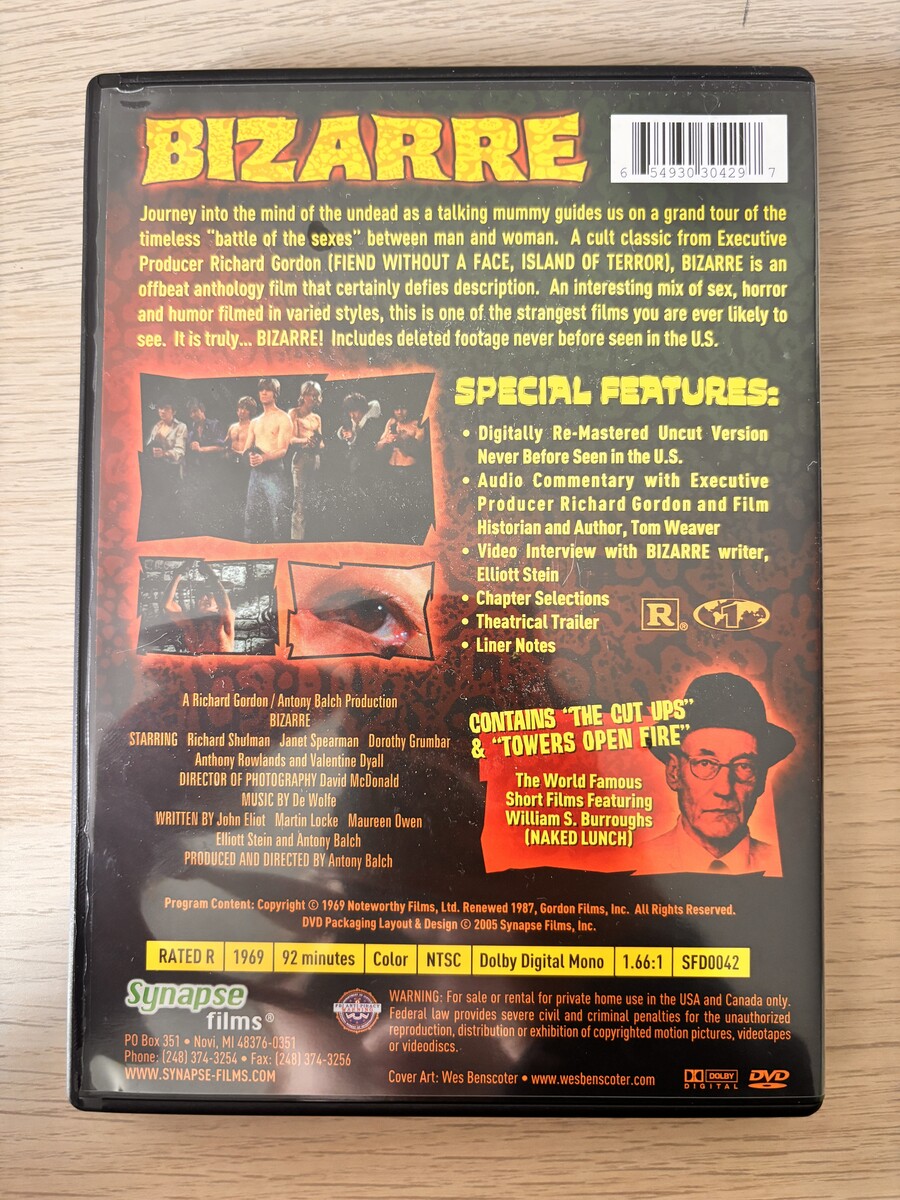 BIZARRE
6 54930 30429 7
Journey into the mind of the undead as a talking mummy guides us on a grand tour of the
timeless "battle of the sexes" between man and woman. A cult classic from Executive
Producer Richard Gordon (FIEND WITHOUT A FACE, ISLAND OF TERROR), BIZARRE is an
offbeat anthology film that certainly defies description. An interesting mix of sex, horror
and humor filmed in varied styles, this is one of the strangest films you are ever likely to
see. It is truly... BIZARRE! Includes deleted footage never before seen in the U.S.
SPECIAL FEATURES:
• Digitally Re-Mastered Uncut Version
Never Before Seen in the U.S.
• Audio Commentary with Executive
Producer Richard Gordon and Film
Historian and Author, Tom Weaver
• Video Interview with BIZARRE writer,
Elliott Stein
• Chapter Selections
• Theatrical Trailer
• Liner Notes
R®
1
A Richard Gordon / Antony Balch Production
BIZARRE
STARRING Richard Shulman Janet Spearman Dorothy Grumbar
Anthony Rowlands and Valentine Dyall
DIRECTOR OF PHOTOGRAPHY David McDonald
MUSIC BY De Wolfe
WRITTEN BY John Eliot Martin Locke Maureen Owen
Elliott Stein and Antony Balch
PRODUCED AND DIRECTED BY Antony Balch
CONTAINS "THE CUT UPS"
& "TOWERS OPEN FIRE"
The World Famous
Short Films Featuring
William S. Burroughs
(NAKED LUNCH)
Program Content: Copyright © 1969 Noteworthy Films, Ltd. Renewed 1987, Gordon Films, Inc. All Rights Reserved.
DVD Packaging Layout & Design © 2005 Synapse Films, Inc.
RATED R 1969 92 minutes Color NTSC Dolby Digital Mono 1.66:1 SFD0042
Synapse
films®
PO Box 351 • Novi, MI 48376-0351
Phone: (248) 374-3254 • Fax: (248) 374-3256
WWW.SYNAPSE-FILMS.COM
WARNING: For sale or rental for private home use in the USA and Canada only.
Federal law provides severe civil and criminal penalties for the unauthorized
reproduction, distribution or exhibition of copyrighted motion pictures, videotapes
or videodiscs.
Cover Art: Wes Benscoter • www.wesbenscoter.com
DOLBY
DIGITAL
DVD